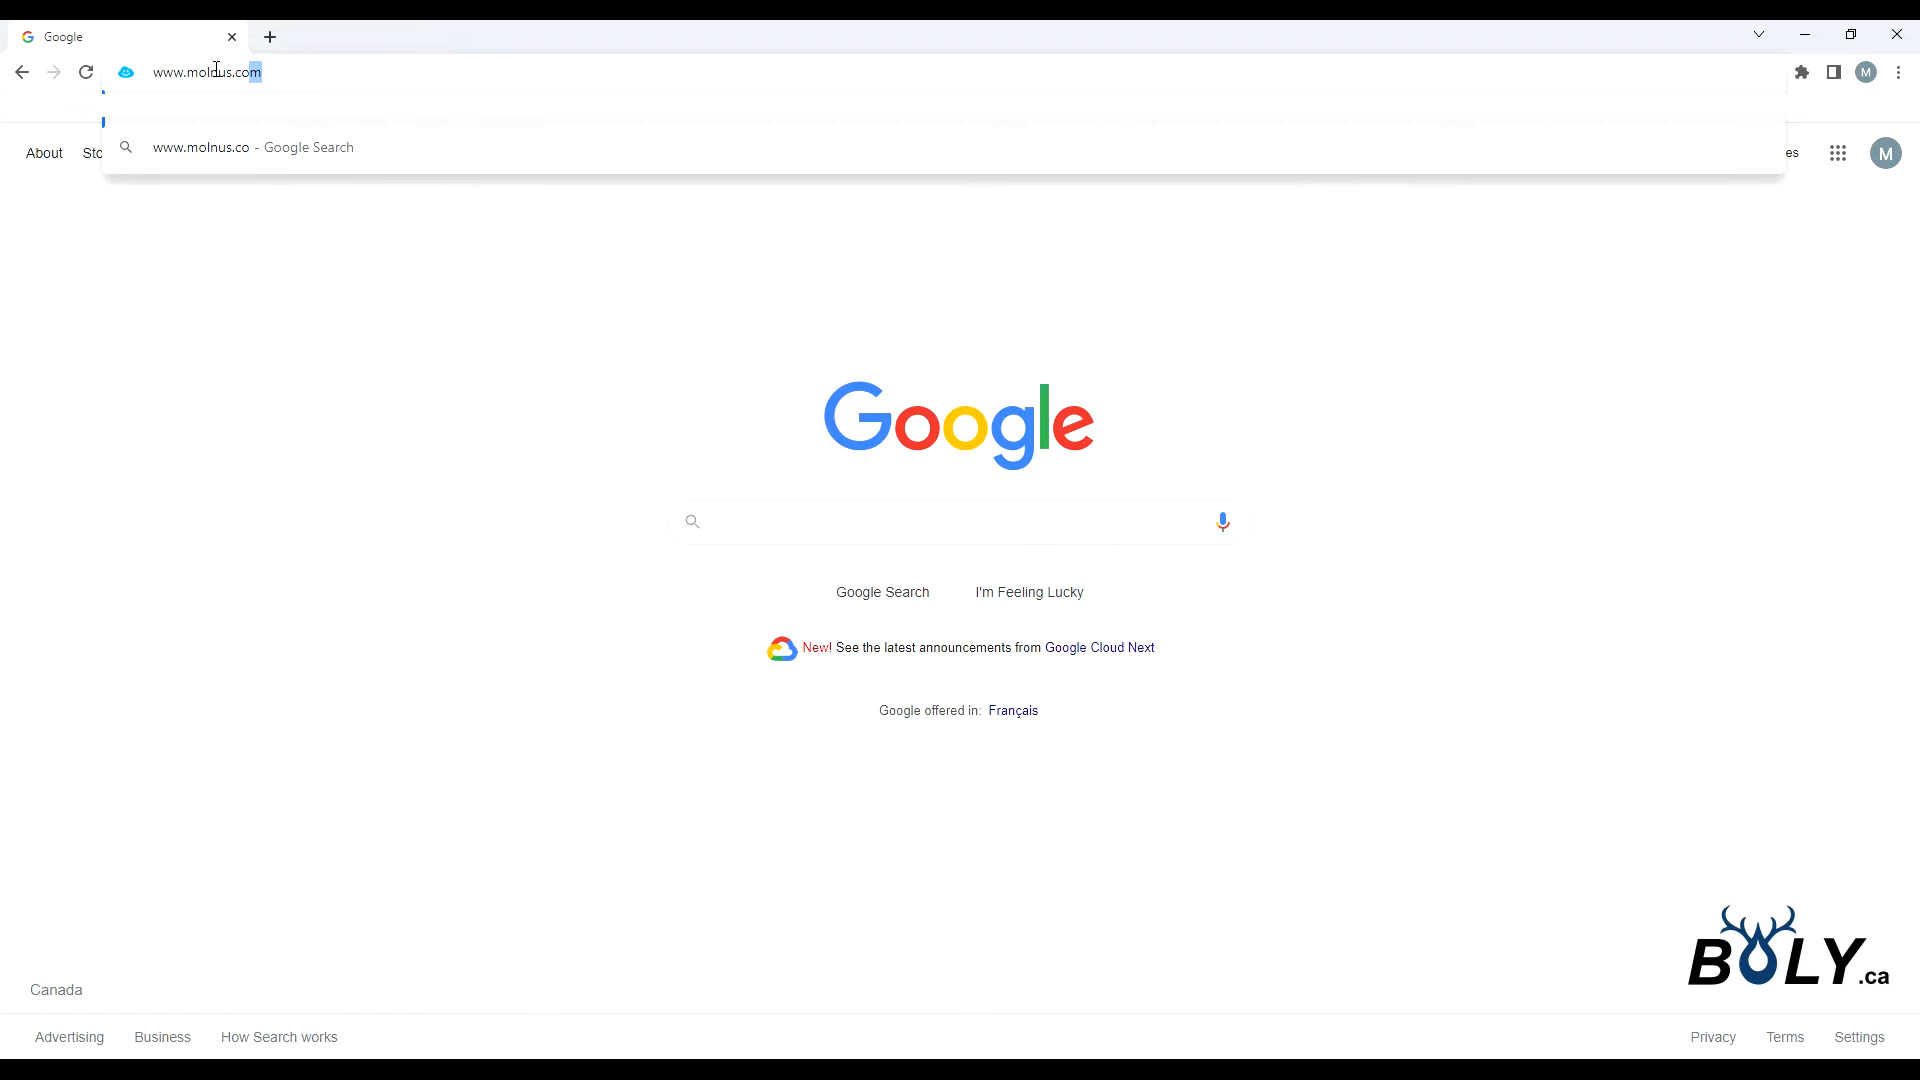 Google
www.molnus.com
www.molnus.co - Google Search
M
About Sto es M
Google
Google Search I'm Feeling Lucky
New! See the latest announcements from Google Cloud Next
Google offered in: Français
BOLY.ca
Canada
Advertising Business How Search works Privacy Terms Settings